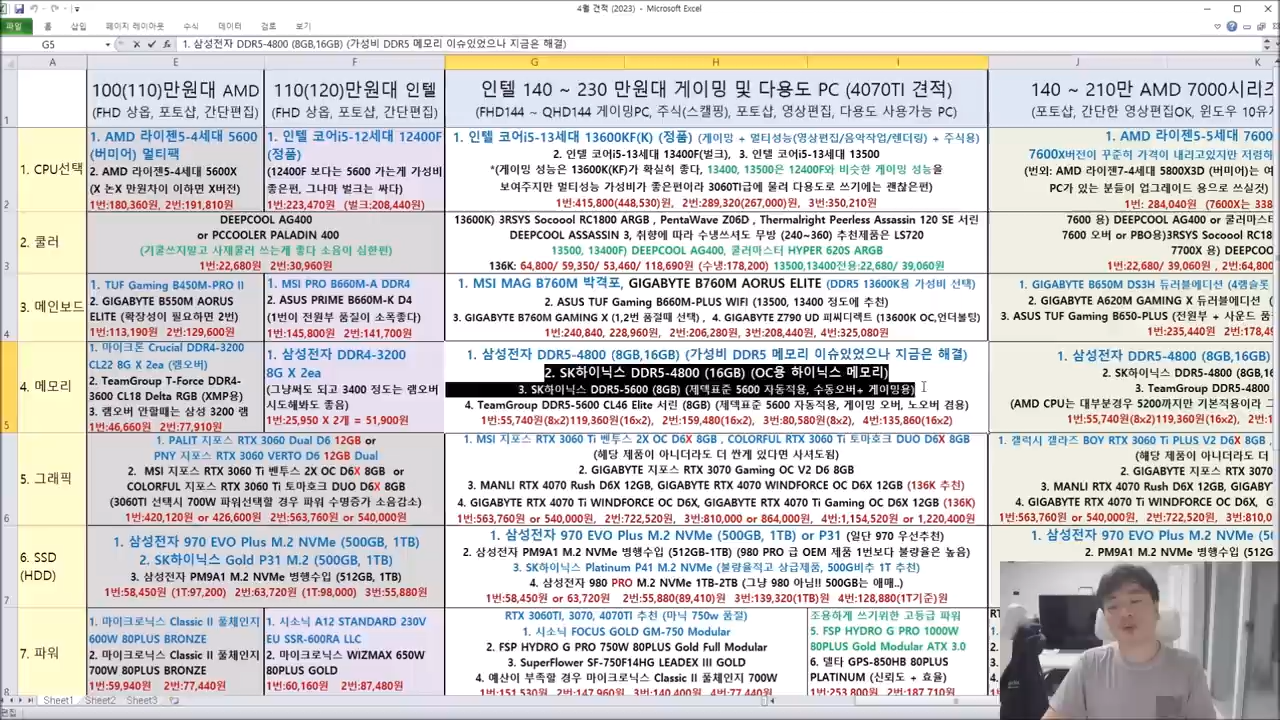 4월 견적 (2023) - Microsoft Excel
파일 홈 삽입 페이지 레이아웃 수식 데이터 검토 보기
G5 1. 삼성전자 DDR5-4800 (8GB,16GB) (가성비 DDR5 메모리 이슈있었으나 지금은 해결)
A E F G H I J K
1
100(110)만원대 AMD
(FHD 상옵, 포토샵, 간단편집)
110(120)만원대 인텔
(FHD 상옵, 포토샵, 간단편집)
인텔 140 ~ 230 만원대 게이밍 및 다용도 PC (4070TI 견적)
(FHD144 ~ QHD144 게이밍PC, 주식(스캘핑), 포토샵, 영상편집, 다용도 사용가능 PC)
140 ~ 210만 AMD 7000시리즈
(포토샵, 간단한 영상편집OK, 윈도우 10유저
2
1. CPU선택
1. AMD 라이젠5-4세대 5600
(버미어) 멀티팩
2. AMD 라이젠5-4세대 5600X
(X 논X 만원차이 이하면 X버전)
1번:180,360원, 2번:191,810원
1. 인텔 코어i5-12세대 12400F
(정품)
(12400F 보다는 5600 가는게 가성비
좋은편, 그나마 벌크는 싸다)
1번:223,470원 (벌크:208,440원)
1. 인텔 코어i5-13세대 13600KF(K) (정품) (게이밍 + 멀티성능(영상편집/음악작업/렌더링) + 주식용)
2. 인텔 코어i5-13세대 13400F(벌크), 3. 인텔 코어i5-13세대 13500
*(게이밍 성능은 13600K(KF)가 확실히 좋다, 13400, 13500은 12400F와 비슷한 게이밍 성능을
보여주지만 멀티성능 가성비가 좋은편이라 3060TI급에 물려 다용도로 쓰기에는 괜찮은편)
1번:415,800(448,530)원, 2번:289,320(267,000)원, 3번:350,210원
1. AMD 라이젠5-5세대 7600
7600X버전이 꾸준히 가격이 내리고있지만 저렴하
(번외: AMD 라이젠7-4세대 5800X3D (버미어)는
PC가 있는 분들이 업그레이드 용으로 쓰실것)
1번: 284,040원 (7600X는 338
3
2. 쿨러
DEEPCOOL AG400
or PCCOOLER PALADIN 400
(기쿨쓰지말고 사제쿨러 쓰는게 좋다 소음이 심한편)
1번:22,680원 2번:30,960원
13600K) 3RSYS Socoool RC1800 ARGB , PentaWave Z06D , Thermalright Peerless Assassin 120 SE 서린
DEEPCOOL ASSASSIN 3, 취향에 따라 수냉쓰셔도 무방 (240~360) 추천제품은 LS720
13500, 13400F) DEEPCOOL AG400, 쿨러마스터 HYPER 620S ARGB
136K: 64,800/ 59,350/ 53,460/ 118,690원 (수냉:178,200) 13500,13400전용:22,680/ 39,060원
7600 용) DEEPCOOL AG400 or 쿨러마스터
7600 오버 or PBO용)3RSYS Socoool RC18
7700X 용) DEEPCOO
1번:22,680/ 39,060원 , 2번:64,800
4
3. 메인보드
1. TUF Gaming B450M-PRO II
2. GIGABYTE B550M AORUS
ELITE (확장성이 필요하면 2번)
1번:113,190원 2번:129,600원
1. MSI PRO B660M-A DDR4
2. ASUS PRIME B660M-K D4
(1번이 전원부 품질이 소폭좋다)
1번:145,800원 2번:141,700원
1. MSI MAG B760M 박격포, GIGABYTE B760M AORUS ELITE (DDR5 13600K용 가성비 선택)
2. ASUS TUF Gaming B660M-PLUS WIFI (13500, 13400 정도에 추천)
3. GIGABYTE B760M GAMING X (1,2번 품절때 선택) , 4. GIGABYTE Z790 UD 피씨디렉트 (13600K OC,언더볼팅)
1번:240,840, 228,960원, 2번:206,280원, 3번:208,440원, 4번:325,080원
1. GIGABYTE B650M DS3H 듀러블에디션 (4램슬롯
2. GIGABYTE A620M GAMING X 듀러블에디션 (
3. ASUS TUF Gaming B650-PLUS (전원부 + 사운드 품
1번:235,440원 2번:178,49
5
4. 메모리
1. 마이크론 Crucial DDR4-3200
CL22 8G X 2ea (램오버)
2. TeamGroup T-Force DDR4-
3600 CL18 Delta RGB (XMP용)
3. 램오버 안할때는 삼성 3200 램
1번:46,660원 2번:77,910원
1. 삼성전자 DDR4-3200
8G X 2ea
(그냥써도 되고 3400 정도는 램오버
시도해봐도 좋음)
1번:25,950 X 2개 = 51,900원
1. 삼성전자 DDR5-4800 (8GB,16GB) (가성비 DDR5 메모리 이슈있었으나 지금은 해결)
2. SK하이닉스 DDR5-4800 (16GB) (OC용 하이닉스 메모리)
3. SK하이닉스 DDR5-5600 (8GB) (제덱표준 5600 자동적용, 수동오버+ 게이밍용)
4. TeamGroup DDR5-5600 CL46 Elite 서린 (8GB) (제덱표준 5600 자동적용, 게이밍 오버, 노오버 겸용)
1번:55,740원(8x2)119,360원(16x2), 2번:159,480원(16x2), 3번:80,580원(8x2) 4번:135,860(16x2)
1. 삼성전자 DDR5-4800 (8GB,16GB) (
2. SK하이닉스 DDR5-48
3. TeamGroup DDR5-4800
(AMD CPU는 대부분경우 5200까지만 기본적용이라 그
1번:55,740원(8x2)119,360원(16x2), 2
6
5. 그래픽
1. PALIT 지포스 RTX 3060 Dual D6 12GB or
PNY 지포스 RTX 3060 VERTO D6 12GB Dual
2. MSI 지포스 RTX 3060 Ti 벤투스 2X OC D6X 8GB or
COLORFUL 지포스 RTX 3060 Ti 토마호크 DUO D6X 8GB
(3060TI 선택시 700W 파워선택할 경우 파워 수명증가 소음감소)
1번:420,120원 or 426,600원 2번:563,760원 or 540,000원
1. MSI 지포스 RTX 3060 Ti 벤투스 2X OC D6X 8GB , COLORFUL RTX 3060 Ti 토마호크 DUO D6X 8GB
(해당 제품이 아니더라도 더 싼게 있다면 사셔도됨)
2. GIGABYTE 지포스 RTX 3070 Gaming OC V2 D6 8GB
3. MANLI RTX 4070 Rush D6X 12GB, GIGABYTE RTX 4070 WINDFORCE OC D6X 12GB (136K 추천)
4. GIGABYTE RTX 4070 Ti WINDFORCE OC D6X, GIGABYTE RTX 4070 Ti Gaming OC D6X 12GB (136K)
1번:563,760원 or 540,000원, 2번:722,520원, 3번:810,000 or 864,000원, 4번:1,154,520원 or 1,220,400원
1. 갤럭시 갤라즈 BOY RTX 3060 Ti PLUS V2 D6X 8
(해당 제품이 아니더라도 더
2. GIGABYTE 지포스 RTX 3070
3. MANLI RTX 4070 Rush D6X 12GB, GIGABYTE
4. GIGABYTE RTX 4070 Ti WINDFORCE OC D6X, G
1번:563,760원 or 540,000원, 2번:722,520원, 3번:810,0
7
6. SSD
(HDD)
1. 삼성전자 970 EVO Plus M.2 NVMe (500GB, 1TB)
2. SK하이닉스 Gold P31 M.2 (500GB, 1TB)
3. 삼성전자 PM9A1 M.2 NVMe 병행수입 (512GB, 1TB)
1번:58,450원 (1T:97,200) 2번:63,720원 (1T:98,000) 3번:55,880원
1. 삼성전자 970 EVO Plus M.2 NVMe (500GB, 1TB) or P31 (일단 970 우선추천)
2. 삼성전자 PM9A1 M.2 NVMe 병행수입 (512GB-1TB) (980 PRO 급 OEM 제품 1번보다 불량율은 높음)
3. SK하이닉스 Platinum P41 M.2 NVMe (불량율적고 상급제품, 500G비추 1T 추천)
4. 삼성전자 980 PRO M.2 NVMe 1TB-2TB (그냥 980 아님!! 500GB는 애매..)
1번:58,450원 or 63,720원 2번:55,880(89,410)원 3번:139,320(1TB)원 4번:128,880(1T기준)원
1. 삼성전자 970 EVO Plus M.2 NVMe (50
2. 삼성전자 PM9A1 M.2 NVMe
8
7. 파워
1. 마이크로닉스 Classic II 풀체인지
600W 80PLUS BRONZE
2. 마이크로닉스 Classic II 풀체인지
700W 80PLUS BRONZE
1번:59,940원 2번:77,440원
1. 시소닉 A12 STANDARD 230V
EU SSR-600RA LLC
2. 마이크로닉스 WIZMAX 650W
80PLUS GOLD
1번:60,160원 2번:87,480원
RTX 3060TI, 3070, 4070TI 추천 (마닉 750w 품절)
1. 시소닉 FOCUS GOLD GM-750 Modular
2. FSP HYDRO G PRO 750W 80PLUS Gold Full Modular
3. SuperFlower SF-750F14HG LEADEX III GOLD
4. 예산이 부족할 경우 마이크로닉스 Classic II 풀체인지 700W
1번:151,530원 2번:147,960원 3번:140,400원 4번:77,440원
조용하게 쓰기위한 고등급 파워
5. FSP HYDRO G PRO 1000W
80PLUS Gold ATX 3.0
6. 델타 GPS-850HB 80PLUS
PLATINUM (신뢰도 + 효율)
1번:253,800원 2번:187,710원
Sheet1 Sheet2 Sheet3
편집